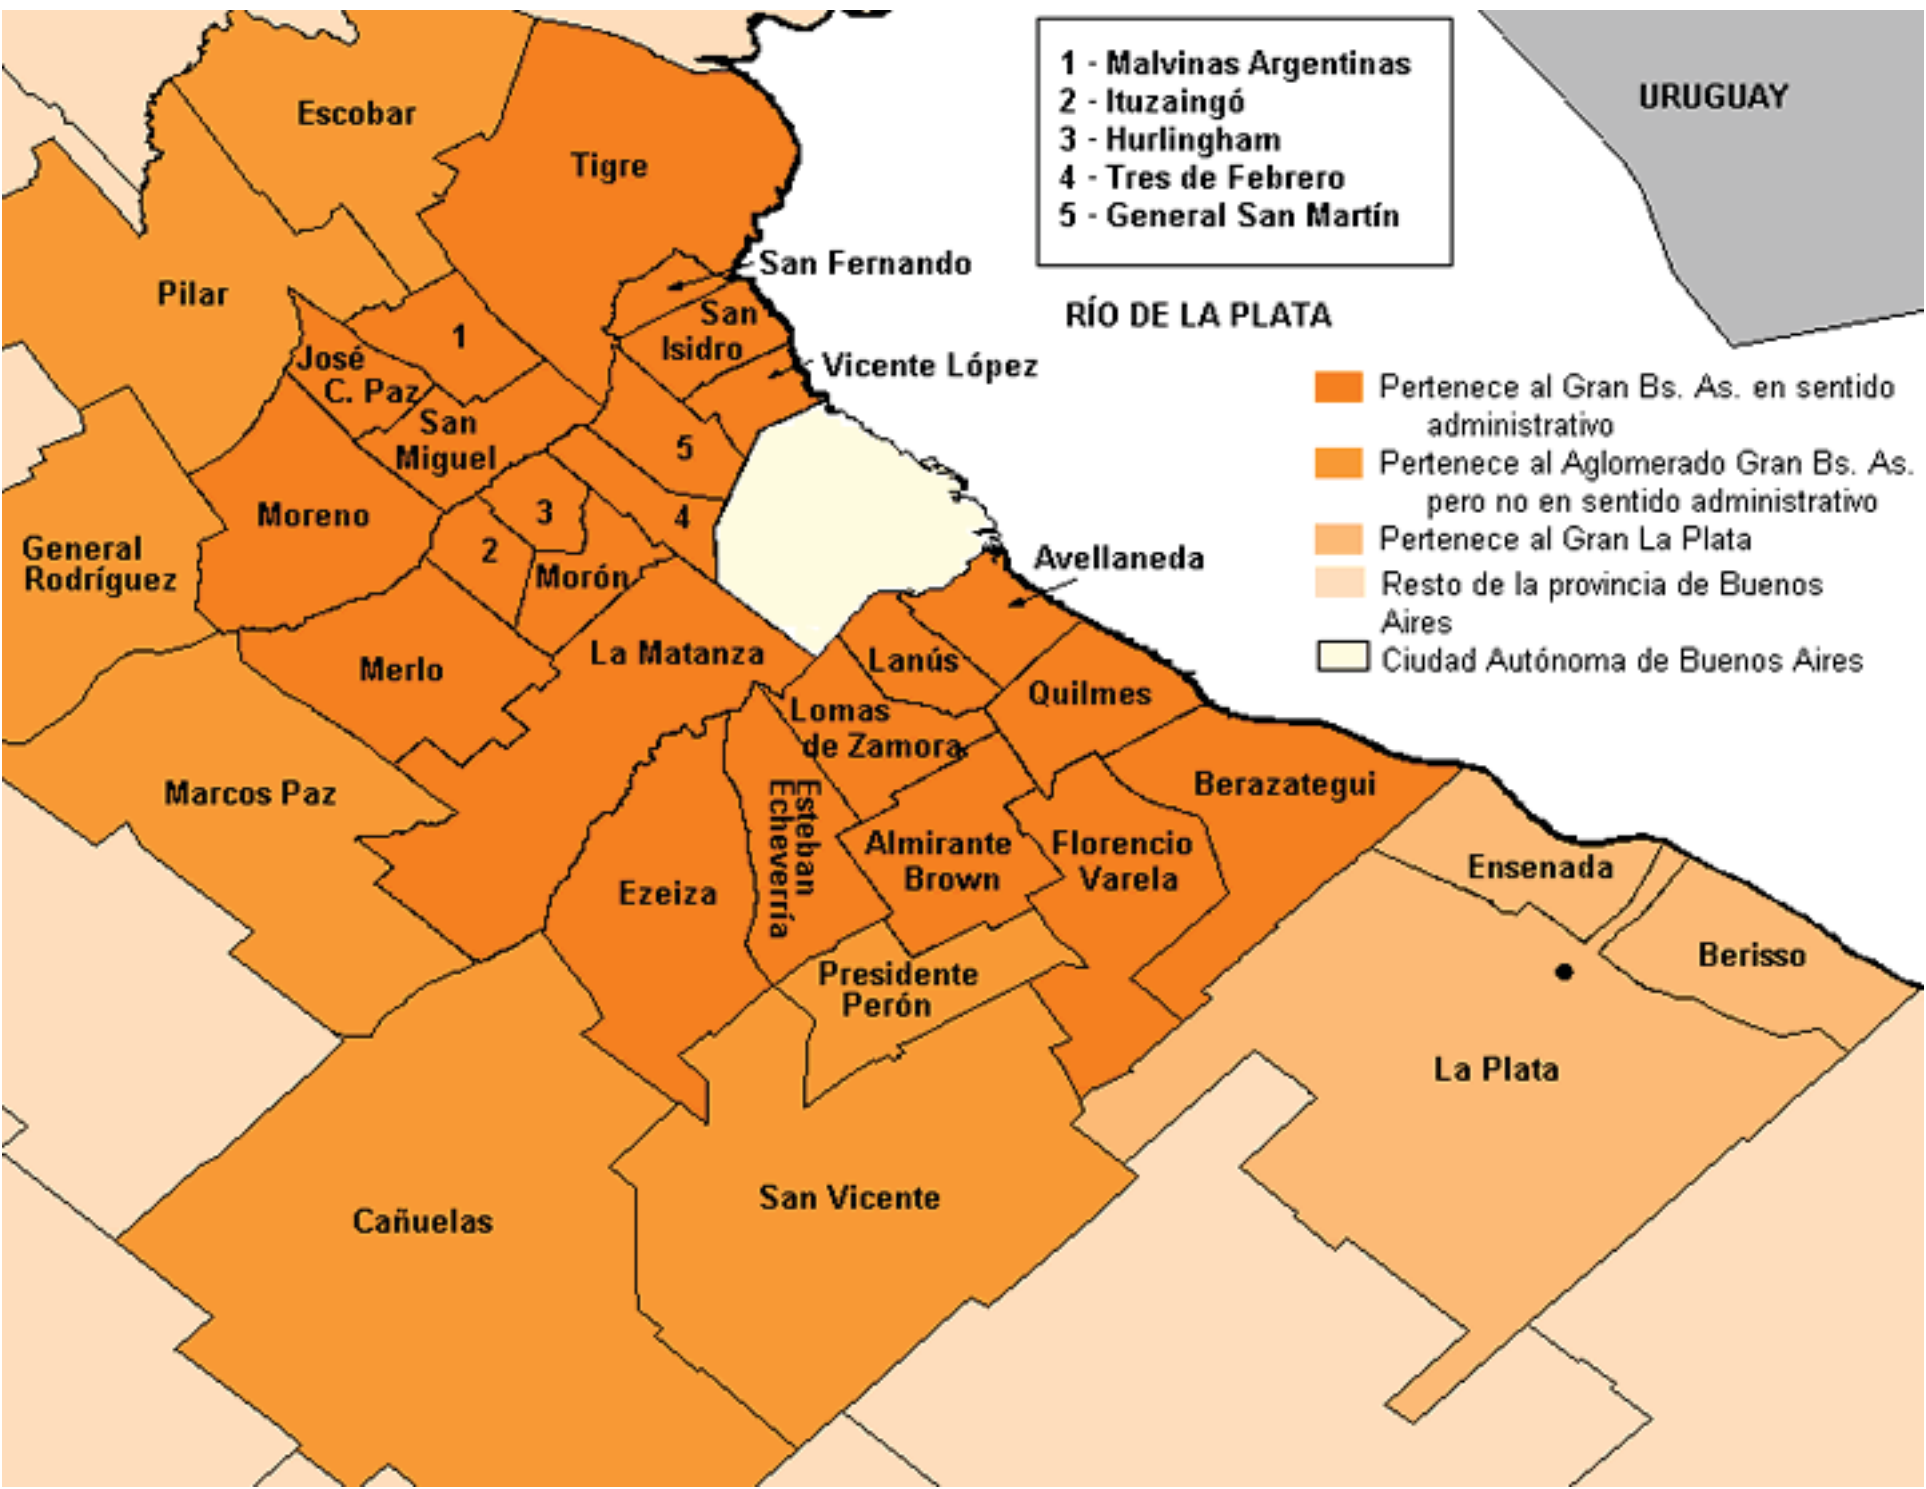 1 - Malvinas Argentinas
2 - Ituzaingó
3 - Hurlingham
4 - Tres de Febrero
5 - General San Martín
URUGUAY
RÍO DE LA PLATA
Pertenece al Gran Bs. As. en sentido
administrativo
Pertenece al Aglomerado Gran Bs. As.
pero no en sentido administrativo
Pertenece al Gran La Plata
Resto de la provincia de Buenos
Aires
Ciudad Autónoma de Buenos Aires
Escobar
Tigre
San Fernando
Pilar
San
Isidro
1
José
C. Paz
Vicente López
San
Miguel
5
Moreno
3
4
2
Morón
General
Rodríguez
Avellaneda
Merlo
La Matanza
Lanús
Quilmes
Lomas
de Zamora
Marcos Paz
Berazategui
Esteban
Echeverría
Almirante
Brown
Florencio
Varela
Ezeiza
Ensenada
Berisso
Presidente
Perón
La Plata
San Vicente
Cañuelas